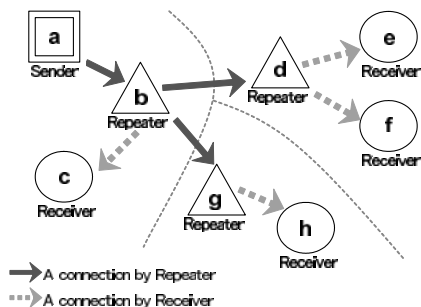 a
Sender
b
Repeater
c
Receiver
d
Repeater
e
Receiver
f
Receiver
g
Repeater
h
Receiver
A connection by Repeater
A connection by Receiver